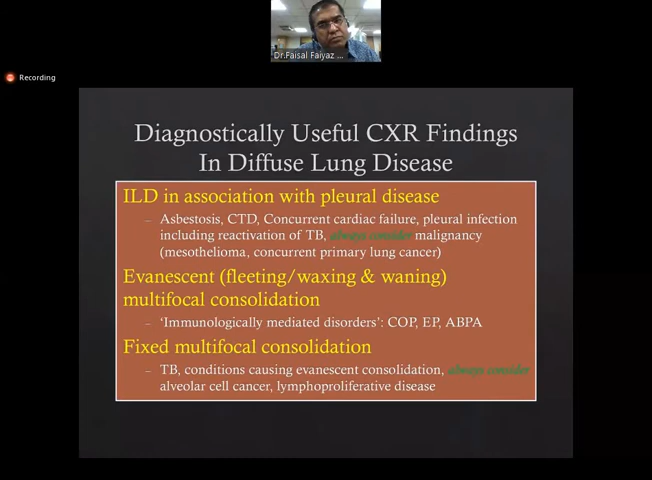 Dr.Faisal Faiyaz ...
Recording
Diagnostically Useful CXR Findings
In Diffuse Lung Disease
ILD in association with pleural disease
– Asbestosis, CTD, Concurrent cardiac failure, pleural infection
including reactivation of TB, always consider malignancy
(mesothelioma, concurrent primary lung cancer)
Evanescent (fleeting/waxing & waning)
multifocal consolidation
– ‘Immunologically mediated disorders’: COP, EP, ABPA
Fixed multifocal consolidation
– TB, conditions causing evanescent consolidation, always consider
alveolar cell cancer, lymphoproliferative disease